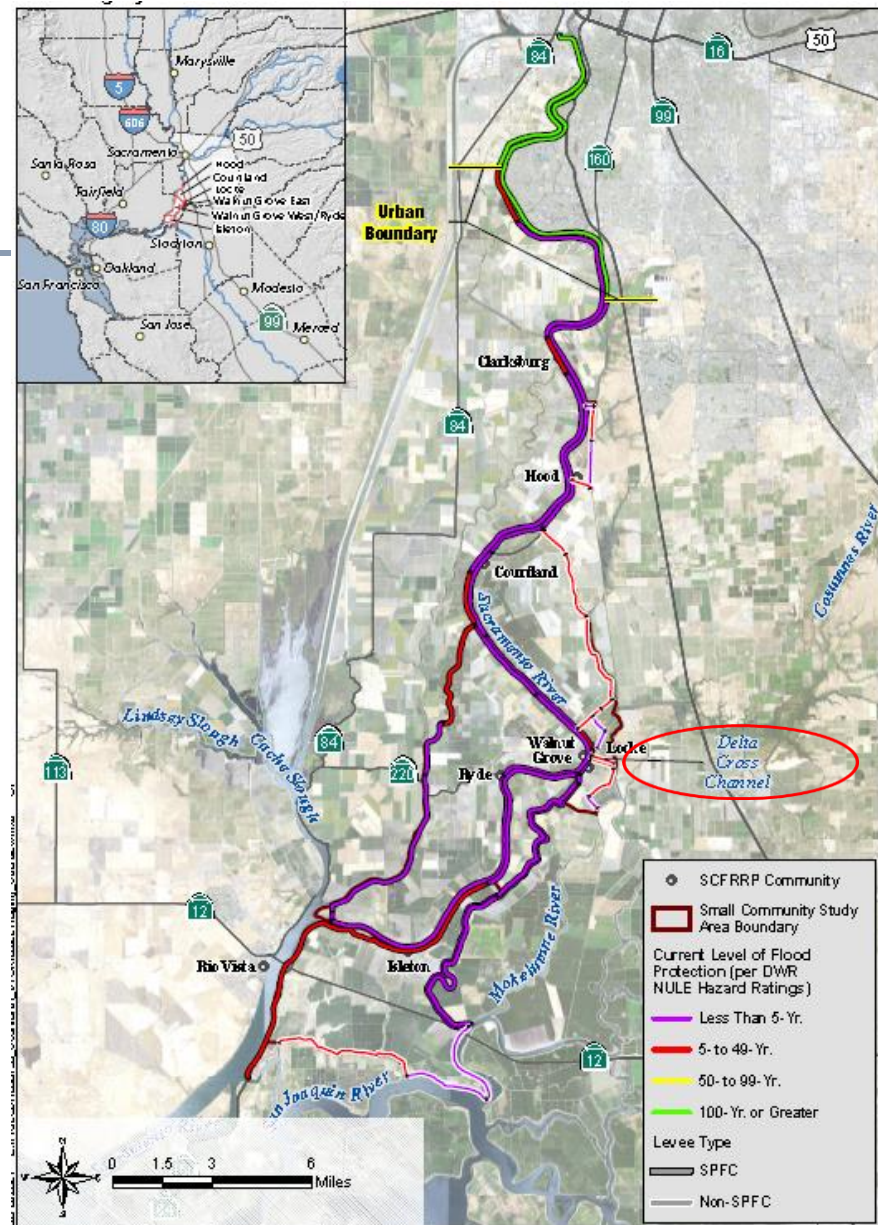 Marysville
5
606
50
Sacramento
Hood
Courtland
Locke
Walnut Grove East
Walnut Grove West/Ryde
Isleton
Santa Rosa
Fairfield
80
Stockton
Oakland
San Francisco
Modesto
99
Merced
San Jose
84
16
50
99
160
Urban
Boundary
Clarksburg
84
Hood
Cosumnes River
Courtland
Sacramento River
Lindsey Slough
Cache Slough
84
113
220
Walnut
Grove
Locke
Ryde
Delta
Cross
Channel
12
Rio Vista
Isleton
Mokelumne River
12
San Joaquin River
SCFRRP Community
Small Community Study
Area Boundary
Current Level of Flood
Protection (per DWR
NULE Hazard Ratings)
Less Than 5-Yr.
5- to 49-Yr.
50- to 99-Yr.
100-Yr. or Greater
Levee Type
SPFC
Non-SPFC
N
0 1.5 3 6
Miles